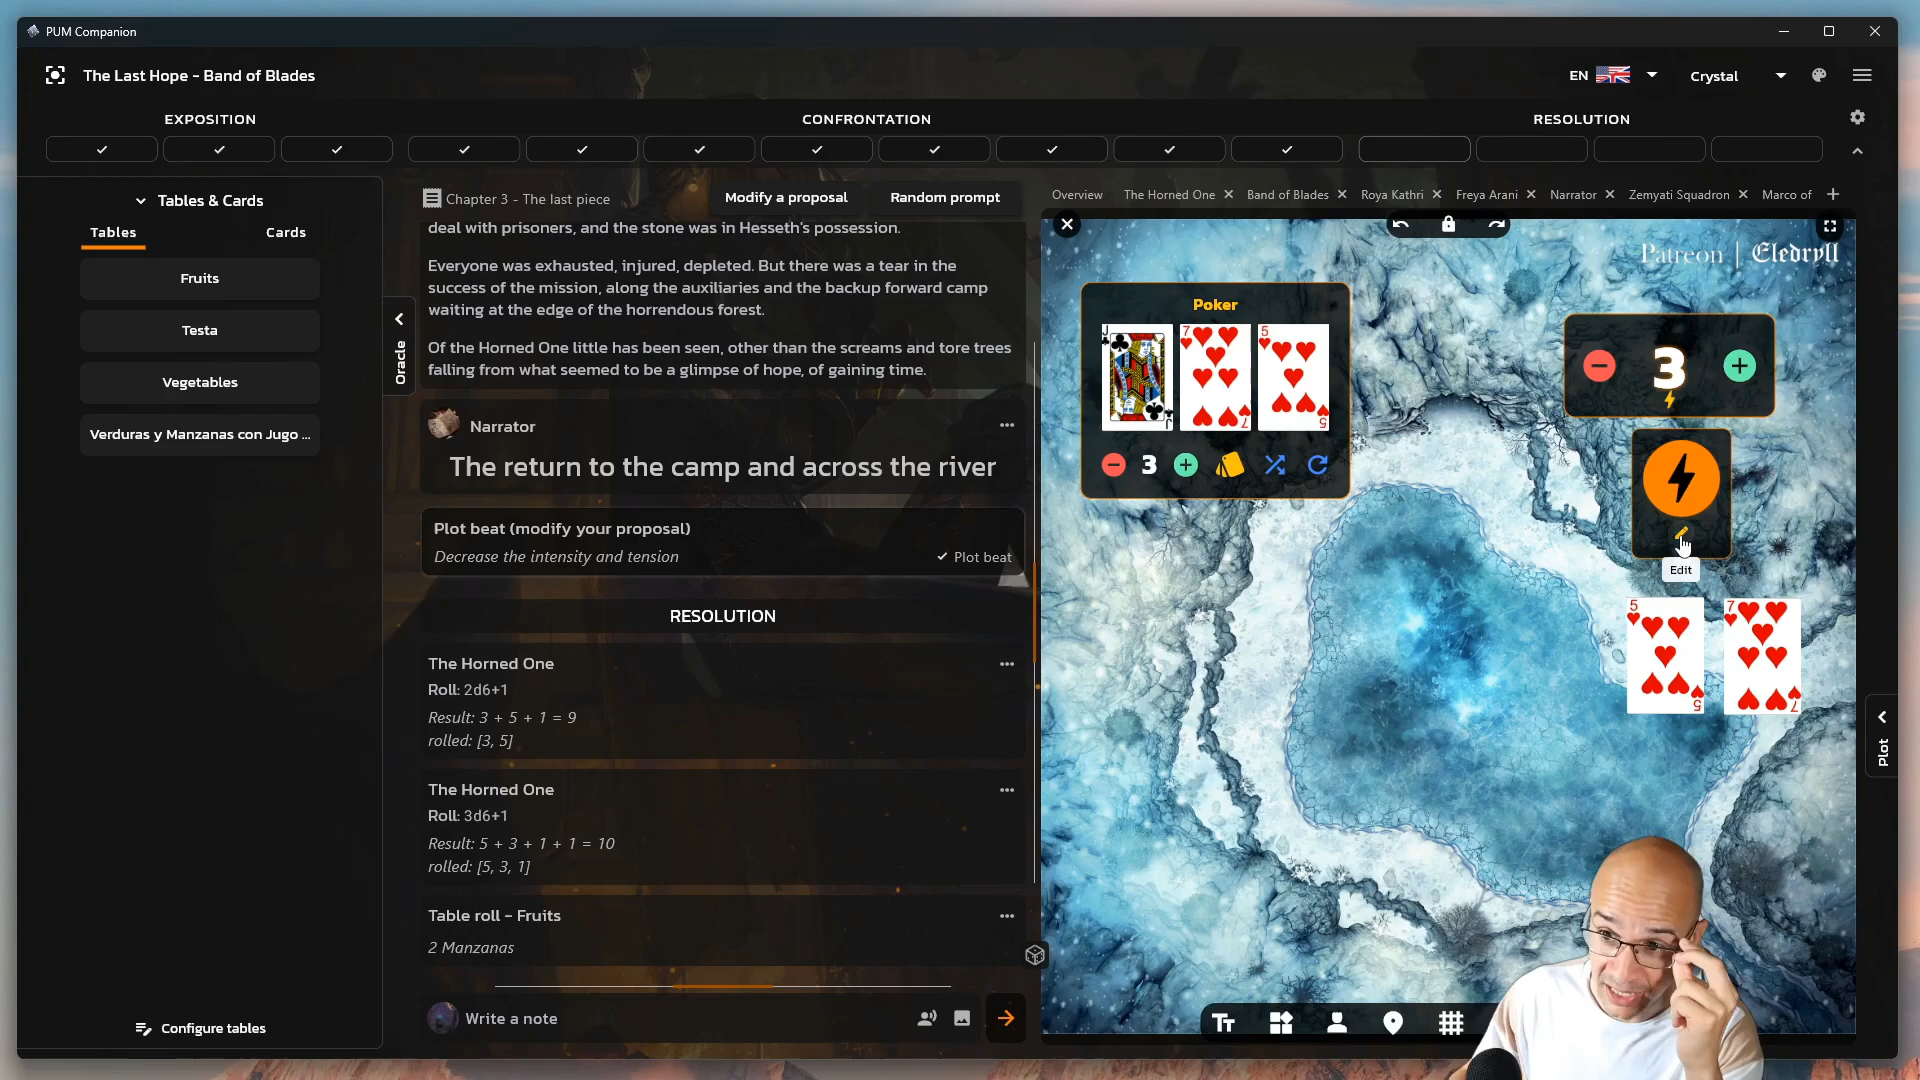 PUM Companion
The Last Hope - Band of Blades
EN
Crystal
EXPOSITION
CONFRONTATION
RESOLUTION
Tables & Cards
Tables
Cards
Fruits
Testa
Vegetables
Verduras y Manzanas con Jugo ...
Configure tables
Oracle
Chapter 3 - The last piece
Modify a proposal
Random prompt
deal with prisoners, and the stone was in Hesseth's possession.
Everyone was exhausted, injured, depleted. But there was a tear in the
success of the mission, along the auxiliaries and the backup forward camp
waiting at the edge of the horrendous forest.
Of the Horned One little has been seen, other than the screams and tore trees
falling from what seemed to be a glimpse of hope, of gaining time.
Narrator
The return to the camp and across the river
Plot beat (modify your proposal)
Decrease the intensity and tension
Plot beat
RESOLUTION
The Horned One
Roll: 2d6+1
Result: 3 + 5 + 1 = 9
rolled: [3, 5]
The Horned One
Roll: 3d6+1
Result: 5 + 3 + 1 + 1 = 10
rolled: [5, 3, 1]
Table roll - Fruits
2 Manzanas
Write a note
Overview
The Horned One
Band of Blades
Roya Kathri
Freya Arani
Narrator
Zemyati Squadron
Marco of
Patreon | Eledryll
Poker
J
J
7
7
5
5
3
3
Edit
5
5
7
7
Tт
Plot